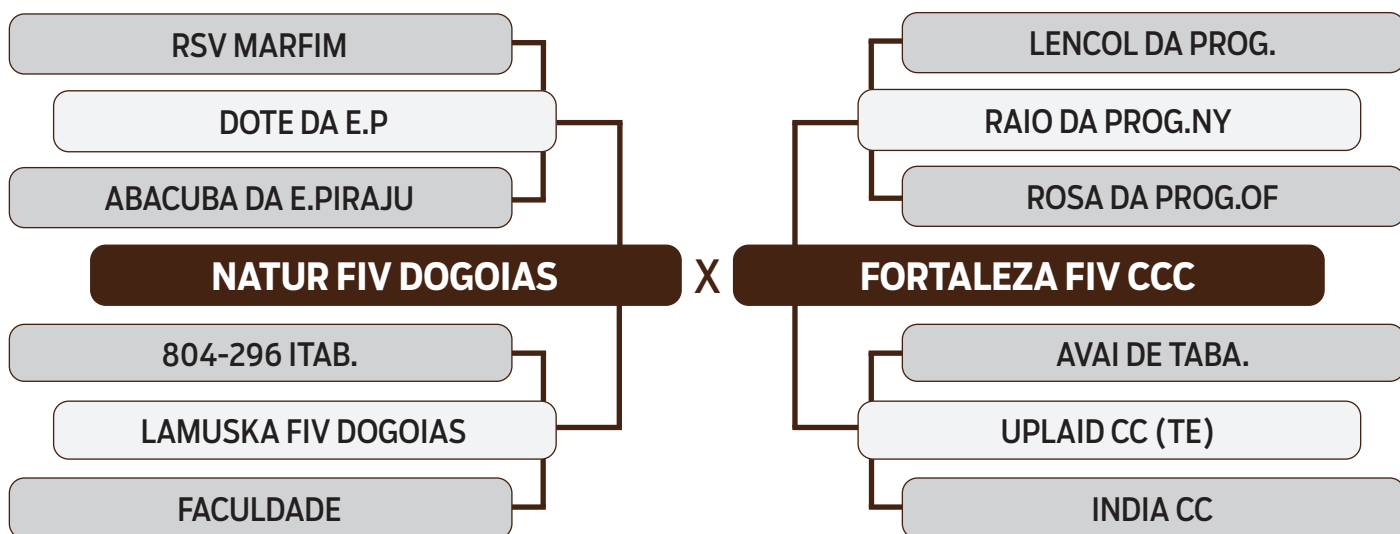 RSV MARFIM
DOTE DA E.P
ABACUBA DA E.PIRAJU
NATUR FIV DOGOIAS
804-296 ITAB.
LAMUSKA FIV DOGOIAS
FACULDADE
X
LENCOL DA PROG.
RAIO DA PROG.NY
ROSA DA PROG.OF
FORTALEZA FIV CCC
AVAI DE TABA.
UPLAID CC (TE)
INDIA CC